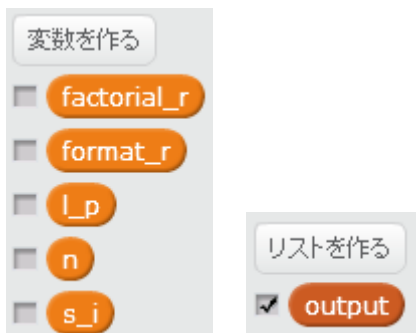 変数を作る
factorial_r
format_r
l_p
n
s_i
リストを作る
output